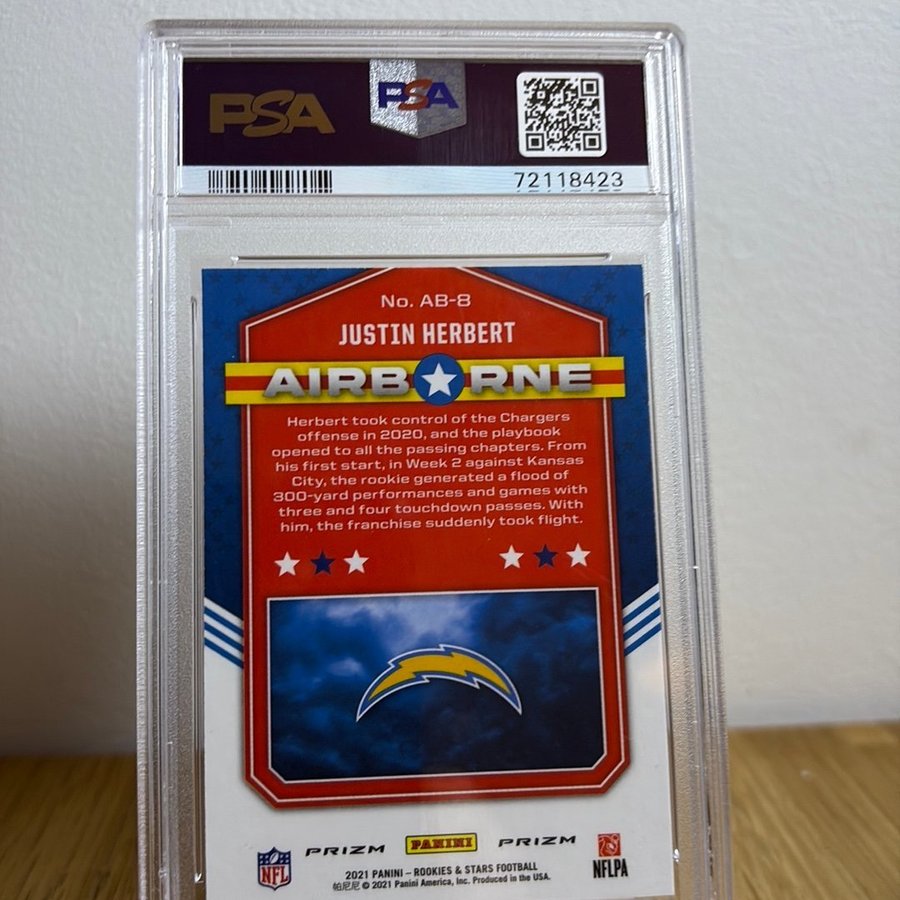 PSA
PSA
72118423
No. AB-8
JUSTIN HERBERT
AIRBORNE
Herbert took control of the Chargers
offense in 2020, and the playbook
opened to all the passing chapters. From
his first start, in Week 2 against Kansas
City, the rookie generated a flood of
300-yard performances and games with
three and four touchdown passes. With
him, the franchise suddenly took flight.
NFL
PRIZM
PANINI
PRIZM
NFLPA
2021 PANINI – ROOKIES & STARS FOOTBALL
帕尼尼 © 2021 Panini America, Inc. Produced in the USA.